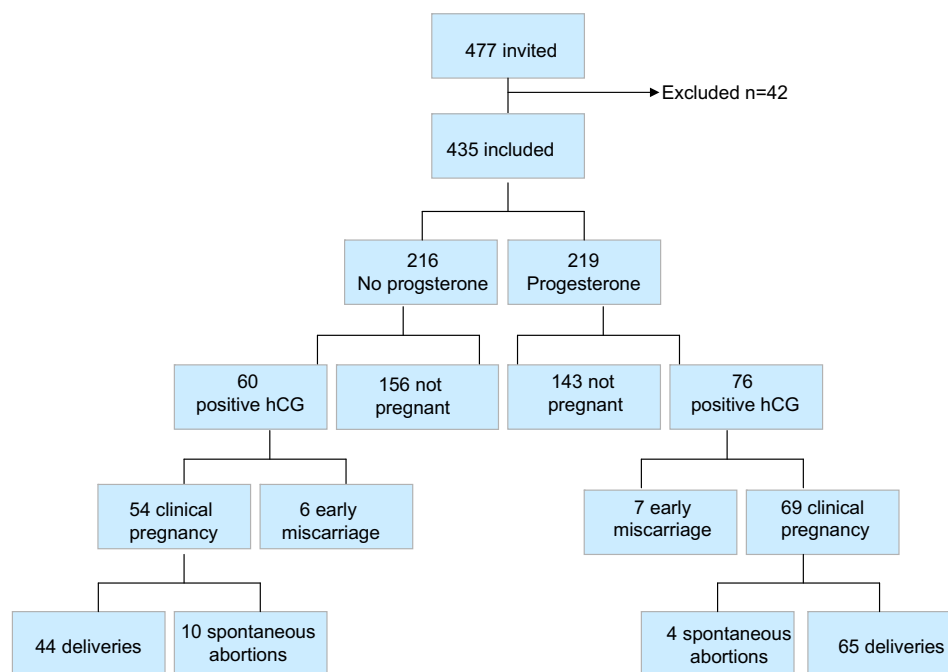 477 invited
Excluded n=42
435 included
216
No progsterone
219
Progesterone
60
positive hCG
156 not
pregnant
143 not
pregnant
76
positive hCG
54 clinical
pregnancy
6 early
miscarriage
7 early
miscarriage
69 clinical
pregnancy
44 deliveries
10 spontaneous
abortions
4 spontaneous
abortions
65 deliveries